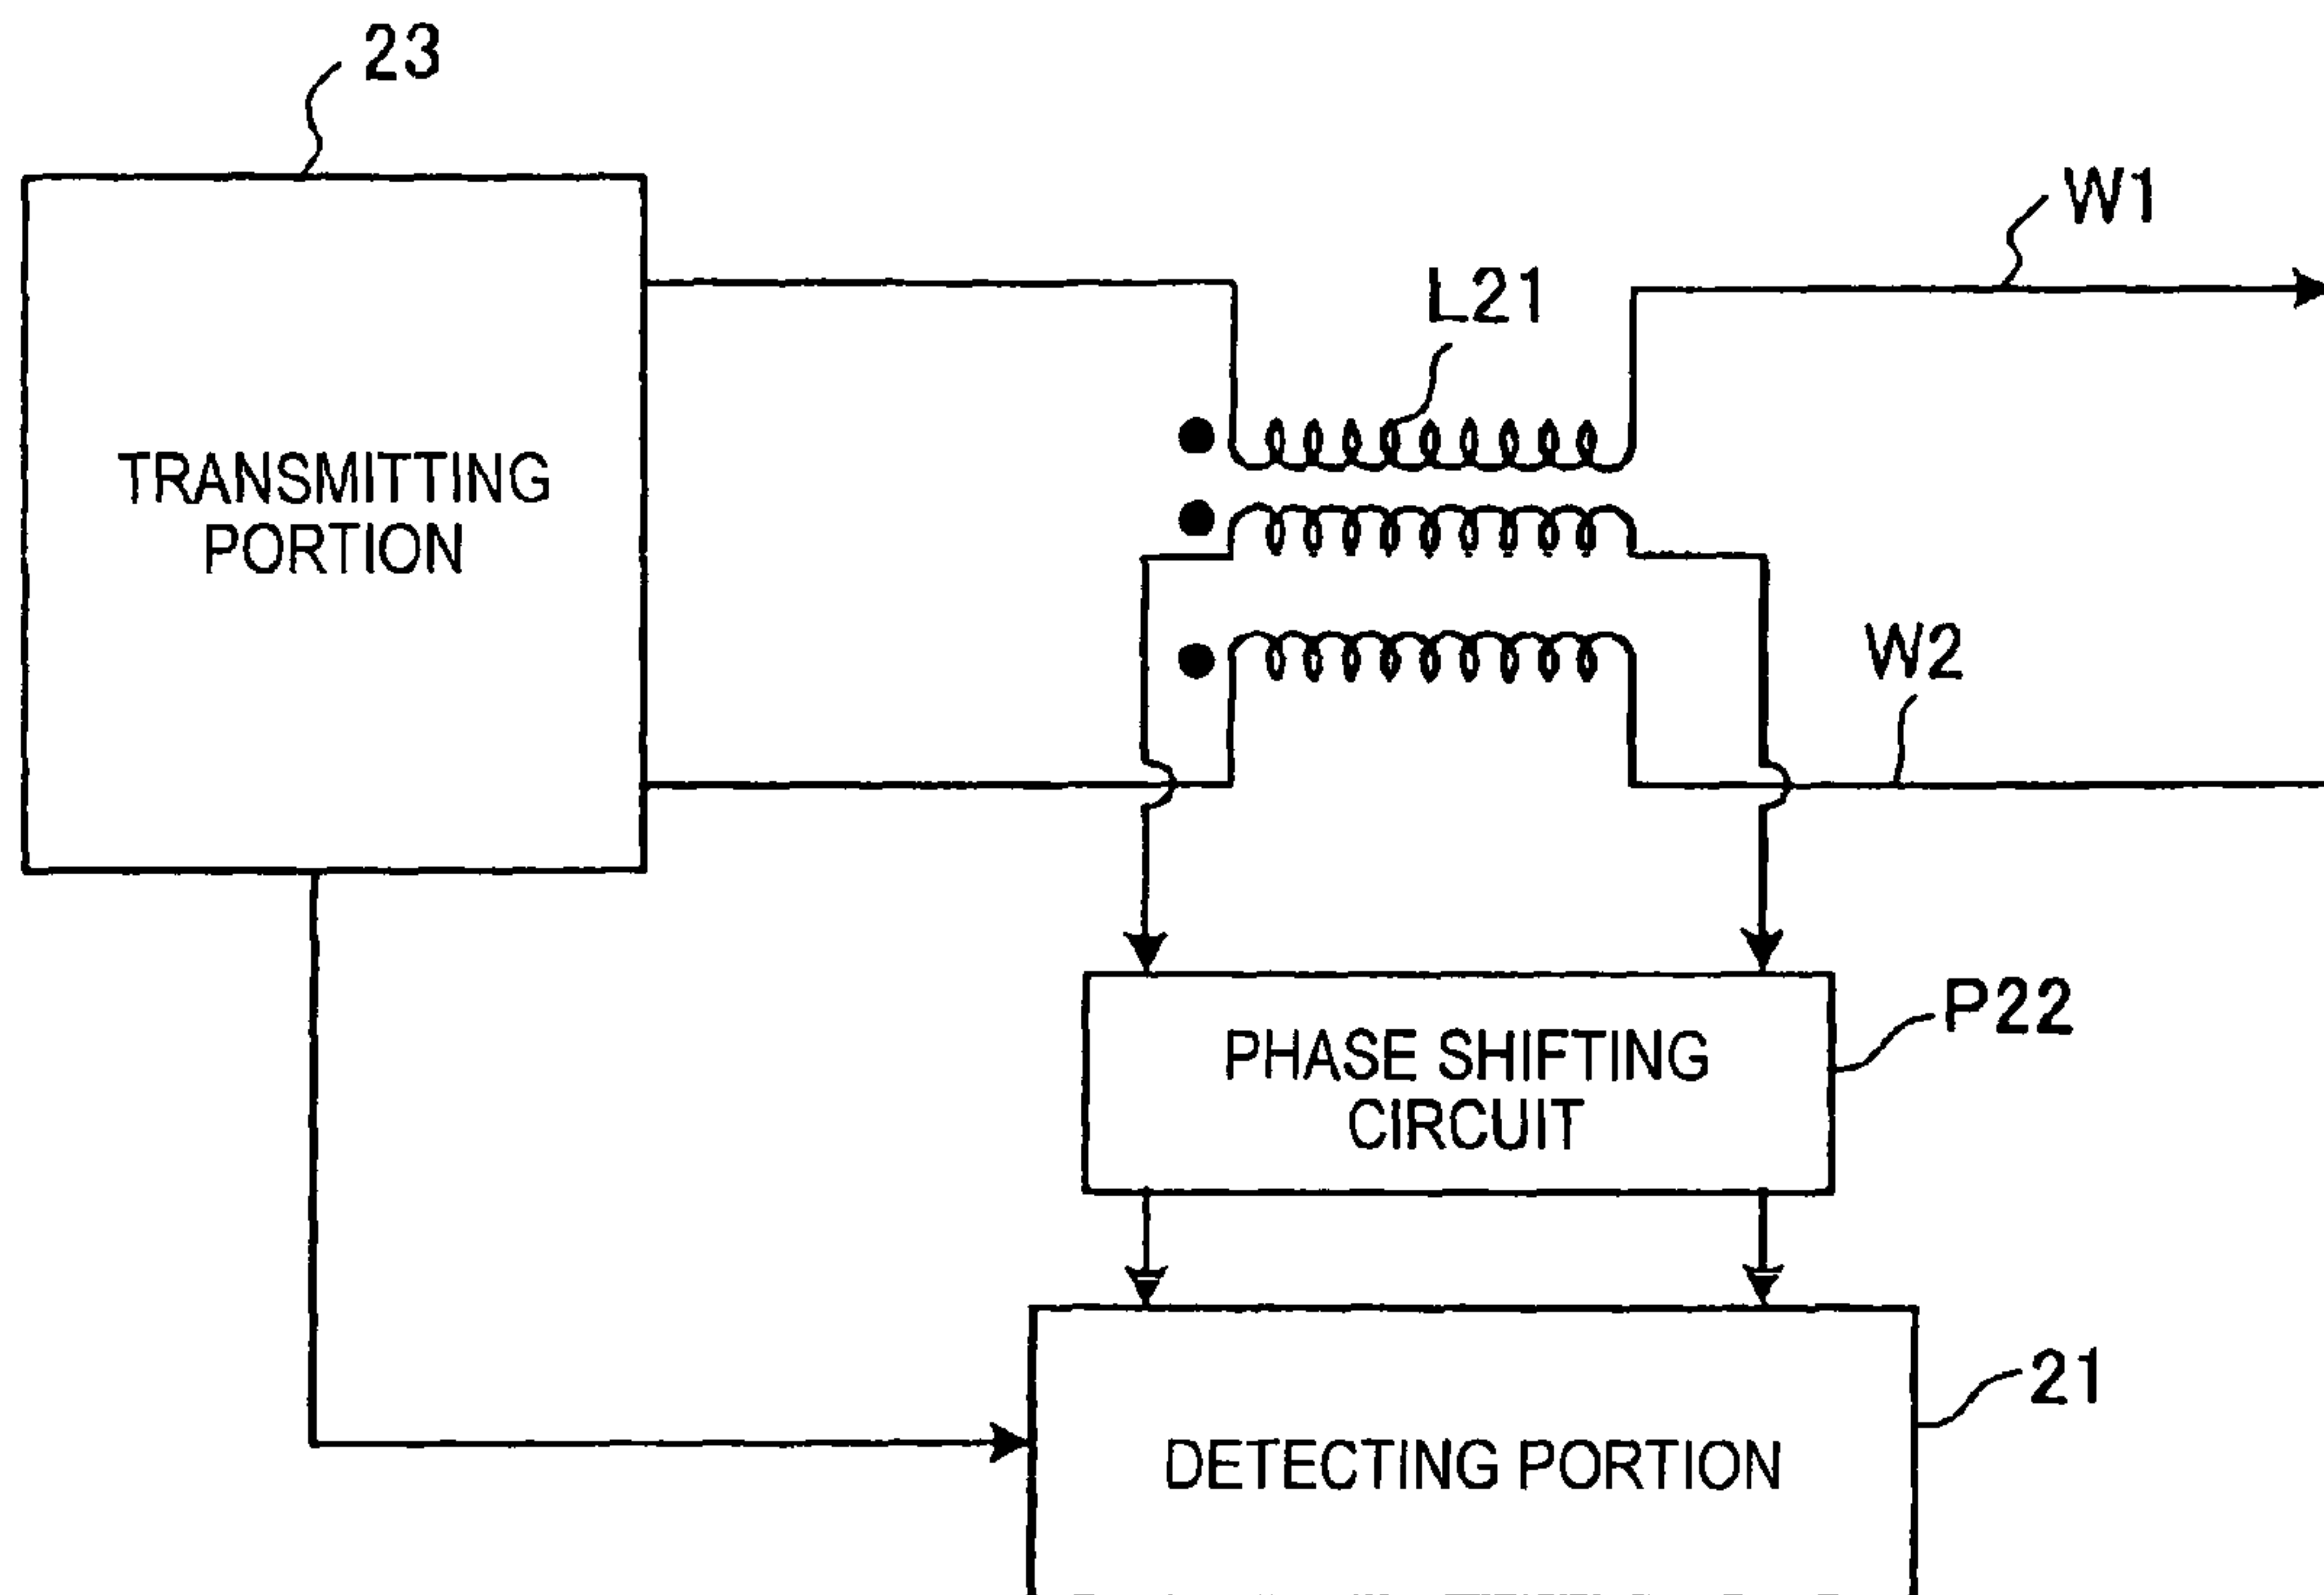 23
W1
L21
TRANSMITTING
PORTION
W2
P22
PHASE SHIFTING
CIRCUIT
21
DETECTING PORTION